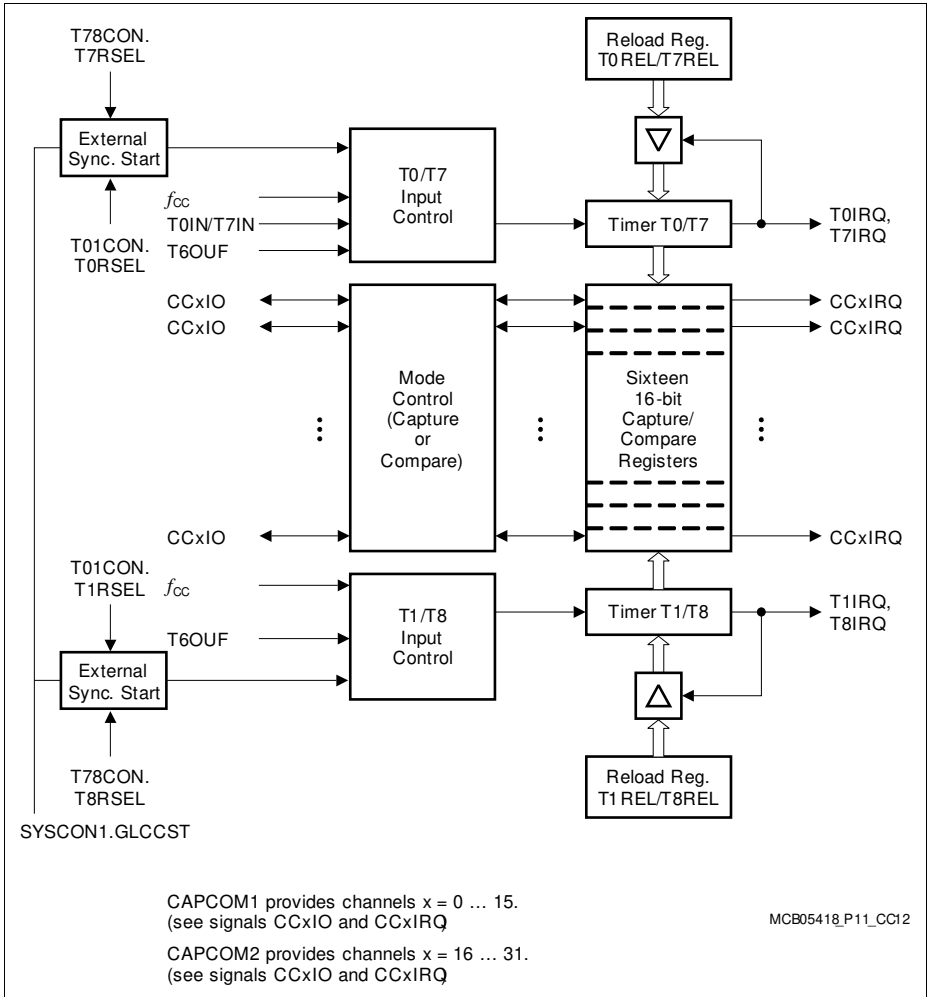 T78CON.
T7RSEL
Reload Reg.
T0REL/T7REL
External
Sync. Start
T0/T7
Input
Control
fCC
T0IN/T7IN
T6OUF
T01CON.
T0RSEL
Timer T0/T7
T0IRQ,
T7IRQ
CCxIO
CCxIO
CCxIRQ
CCxIRQ
Mode
Control
(Capture
or
Compare)
Sixteen
16-bit
Capture/
Compare
Registers
CCxIO
CCxIRQ
T01CON.
T1RSEL
fCC
T6OUF
T1/T8
Input
Control
Timer T1/T8
T1IRQ,
T8IRQ
External
Sync. Start
T78CON.
T8RSEL
Reload Reg.
T1REL/T8REL
SYSCON1.GLCCST
CAPCOM1 provides channels x = 0 … 15.
(see signals CCxIO and CCxIRQ)
MCB05418_P11_CC12
CAPCOM2 provides channels x = 16 … 31.
(see signals CCxIO and CCxIRQ)